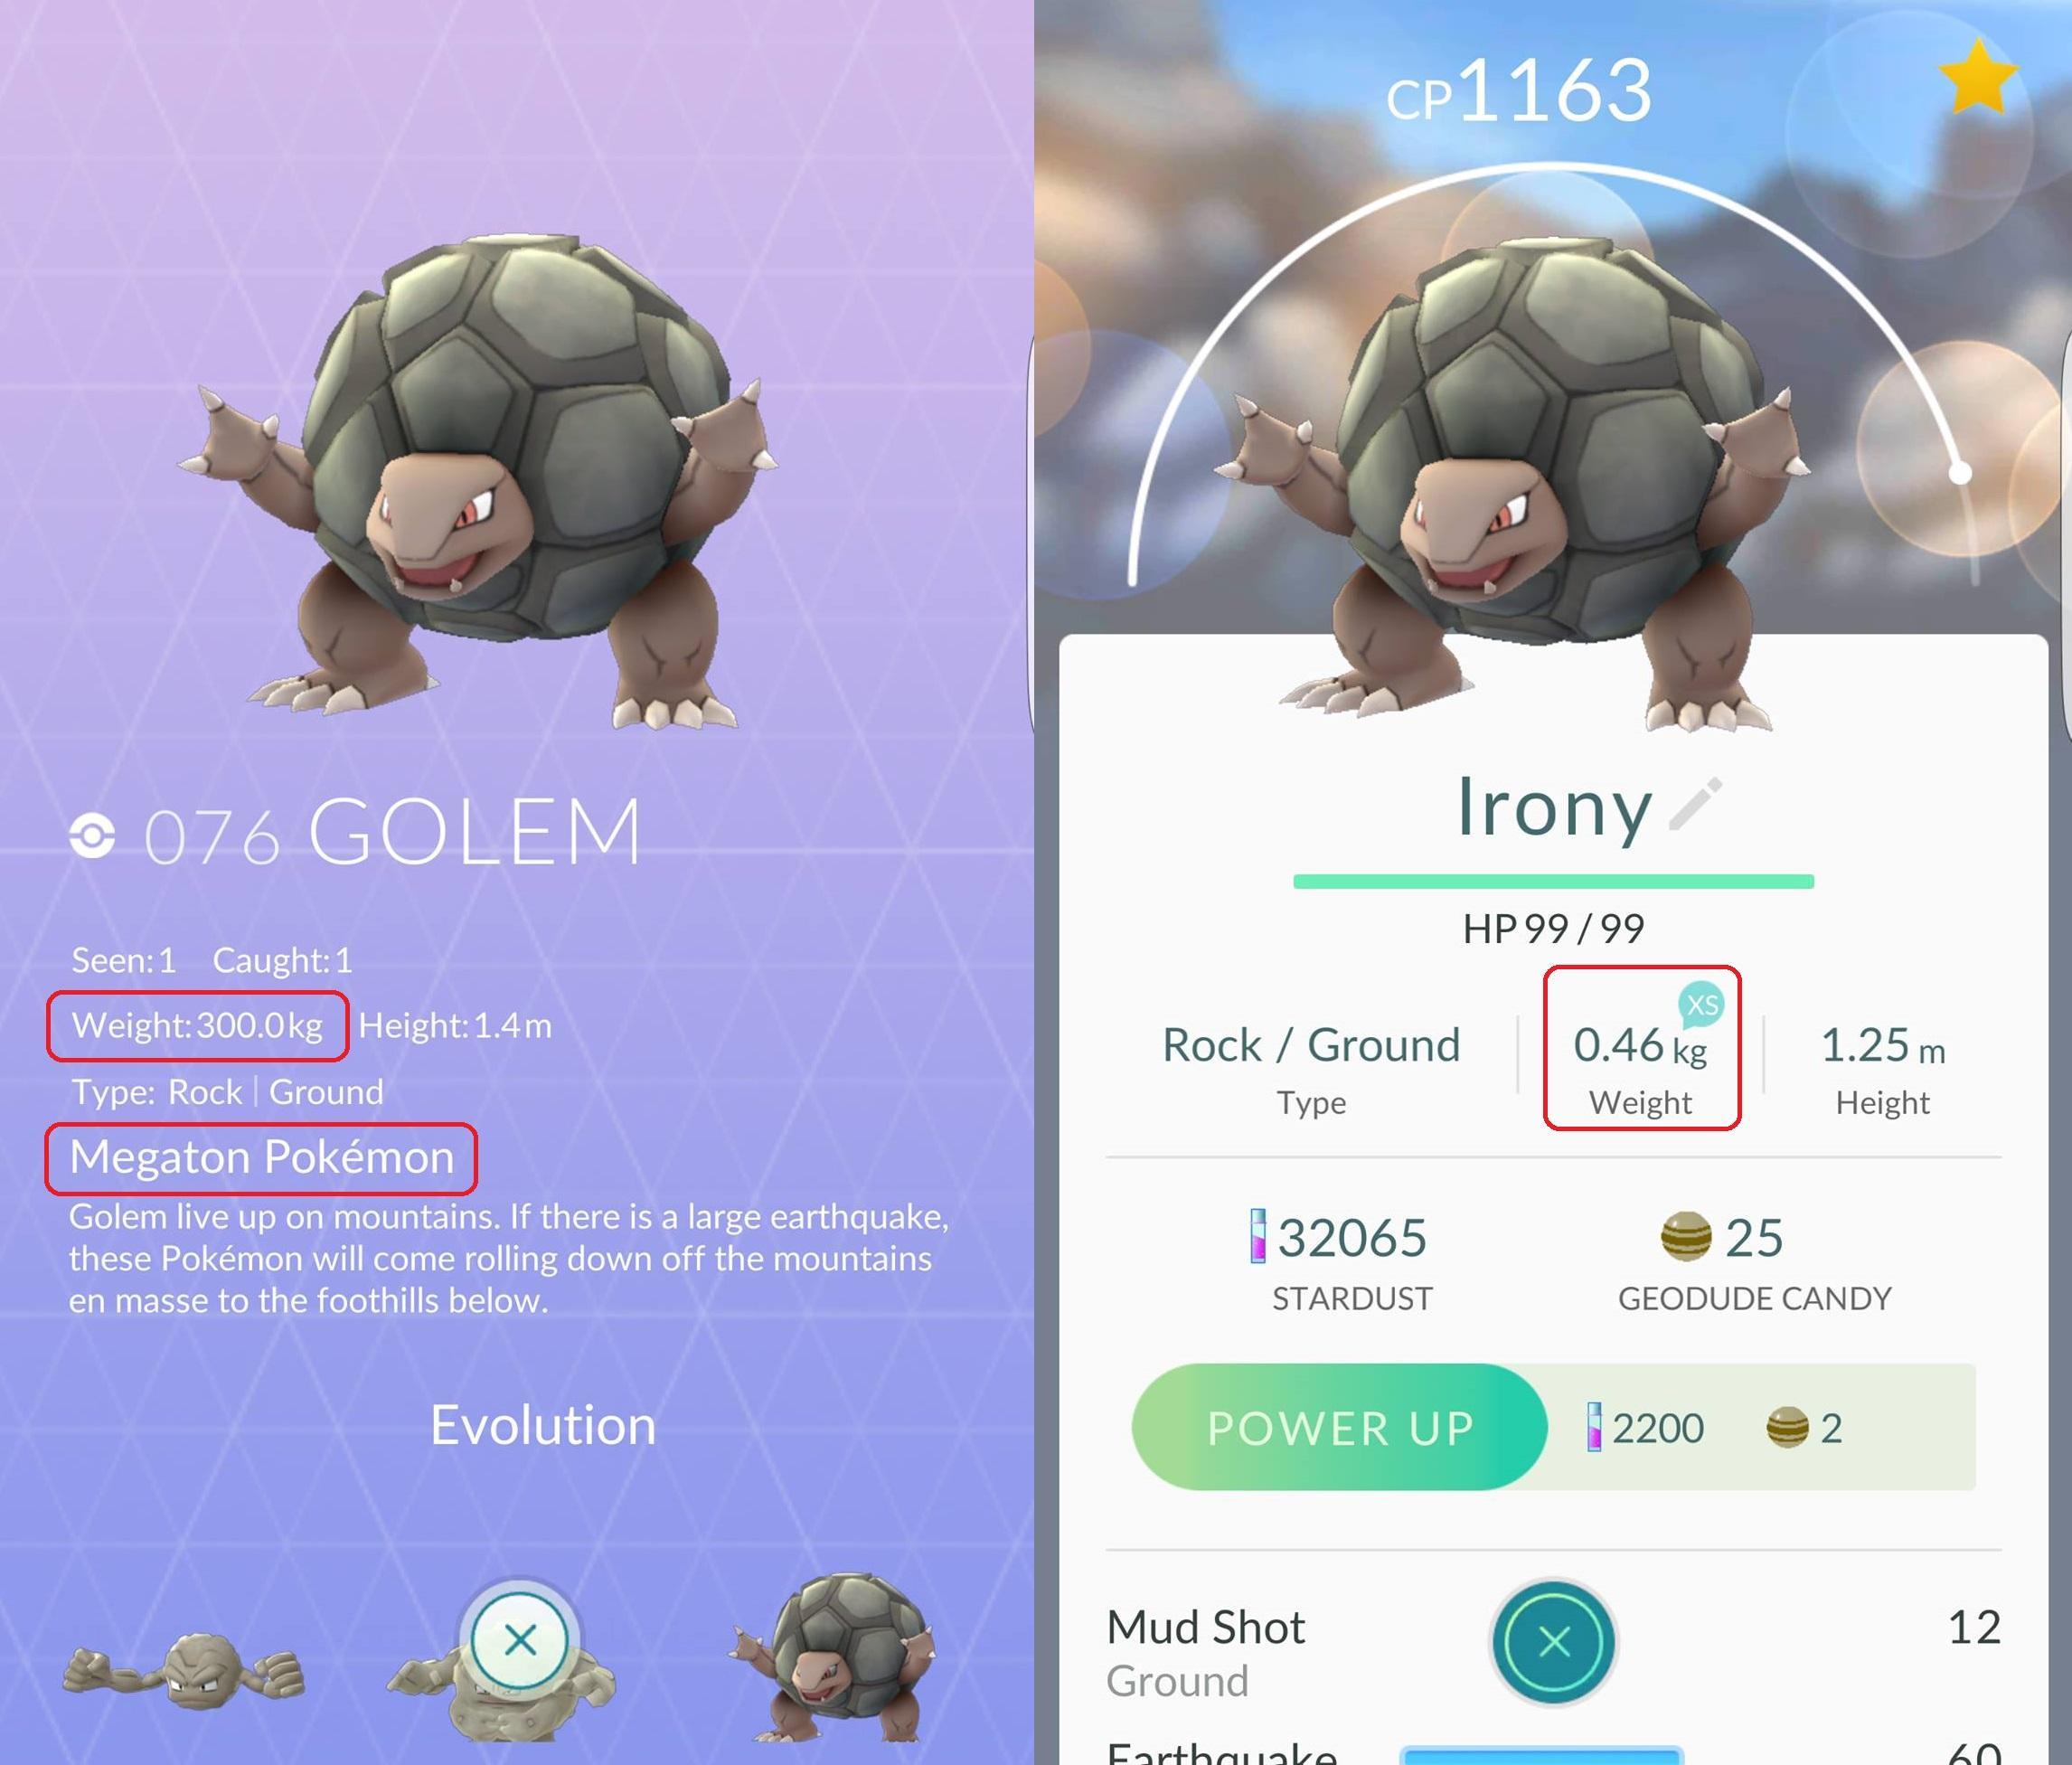 076 GOLEM
Seen: 1 Caught: 1
Weight: 300.0 kg Height: 1.4 m
Type: Rock | Ground
Megaton Pokémon
Golem live up on mountains. If there is a large earthquake,
these Pokémon will come rolling down off the mountains
en masse to the foothills below.
Evolution
CP1163
Irony
HP 99 / 99
XS
Rock / Ground 0.46 kg 1.25 m
Type Weight Height
32065 25
STARDUST GEODUDE CANDY
POWER UP 2200 2
Mud Shot 12
Ground
Earthquake 60